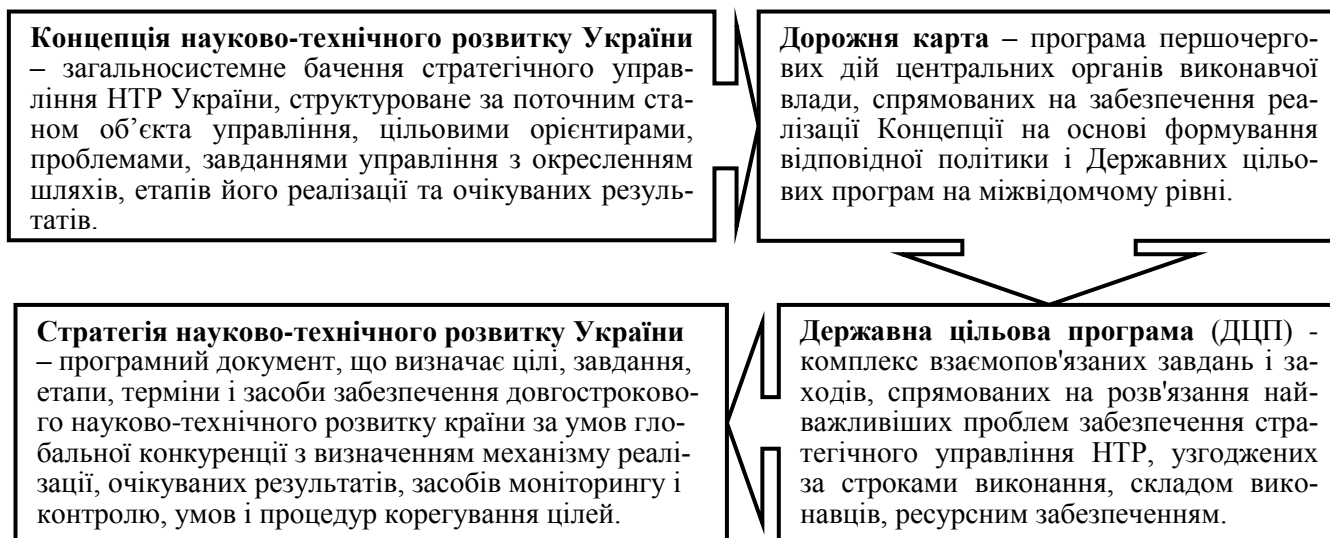 Концепція науково-технічного розвитку України
– загальносистемне бачення стратегічного управ-
ління НТР України, структуроване за поточним ста-
ном об’єкта управління, цільовими орієнтирами,
проблемами, завданнями управління з окресленням
шляхів, етапів його реалізації та очікуваних резуль-
татів.
Дорожня карта – програма першочерго-
вих дій центральних органів виконавчої
влади, спрямованих на забезпечення реа-
лізації Концепції на основі формування
відповідної політики і Державних цільо-
вих програм на міжвідомчому рівні.
Стратегія науково-технічного розвитку України
– програмний документ, що визначає цілі, завдання,
етапи, терміни і засоби забезпечення довгостроково-
го науково-технічного розвитку країни за умов гло-
бальної конкуренції з визначенням механізму реалі-
зації, очікуваних результатів, засобів моніторингу і
контролю, умов і процедур корегування цілей.
Державна цільова програма (ДЦП) -
комплекс взаємопов'язаних завдань і за-
ходів, спрямованих на розв'язання най-
важливіших проблем забезпечення стра-
тегічного управління НТР, узгоджених
за строками виконання, складом вико-
навців, ресурсним забезпеченням.